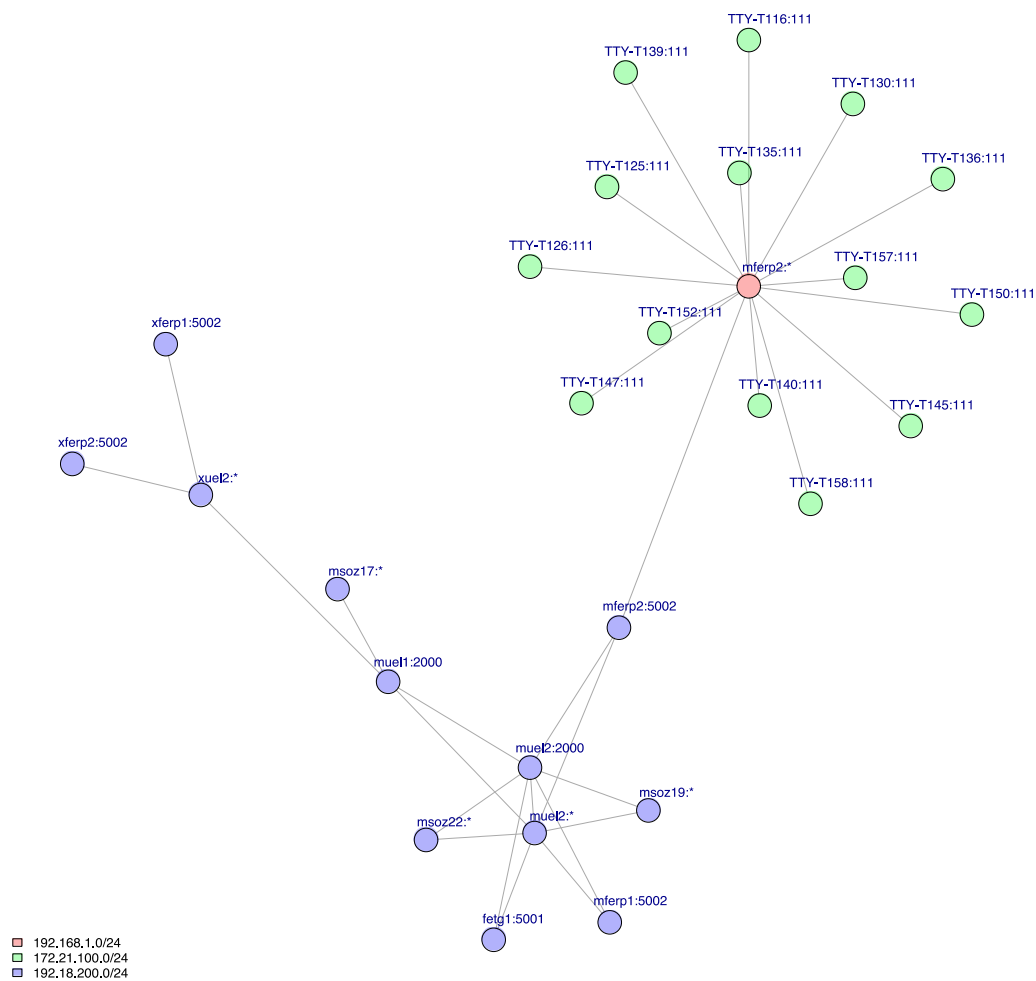 TTY-T116:111
TTY-T139:111
TTY-T130:111
TTY-T135:111
TTY-T136:111
TTY-T125:111
TTY-T126:111
mferp2:*
TTY-T157:111
TTY-T150:111
TTY-T152:111
xferp1:5002
TTY-T147:111
TTY-T140:111
TTY-T145:111
xferp2:5002
xuel2:*
TTY-T158:111
msoz17:*
mferp2:5002
muel1:2000
muel2:2000
msoz19:*
msoz22:*
muel2:*
mferp1:5002
fetg1:5001
192.168.1.0/24
172.21.100.0/24
192.18.200.0/24